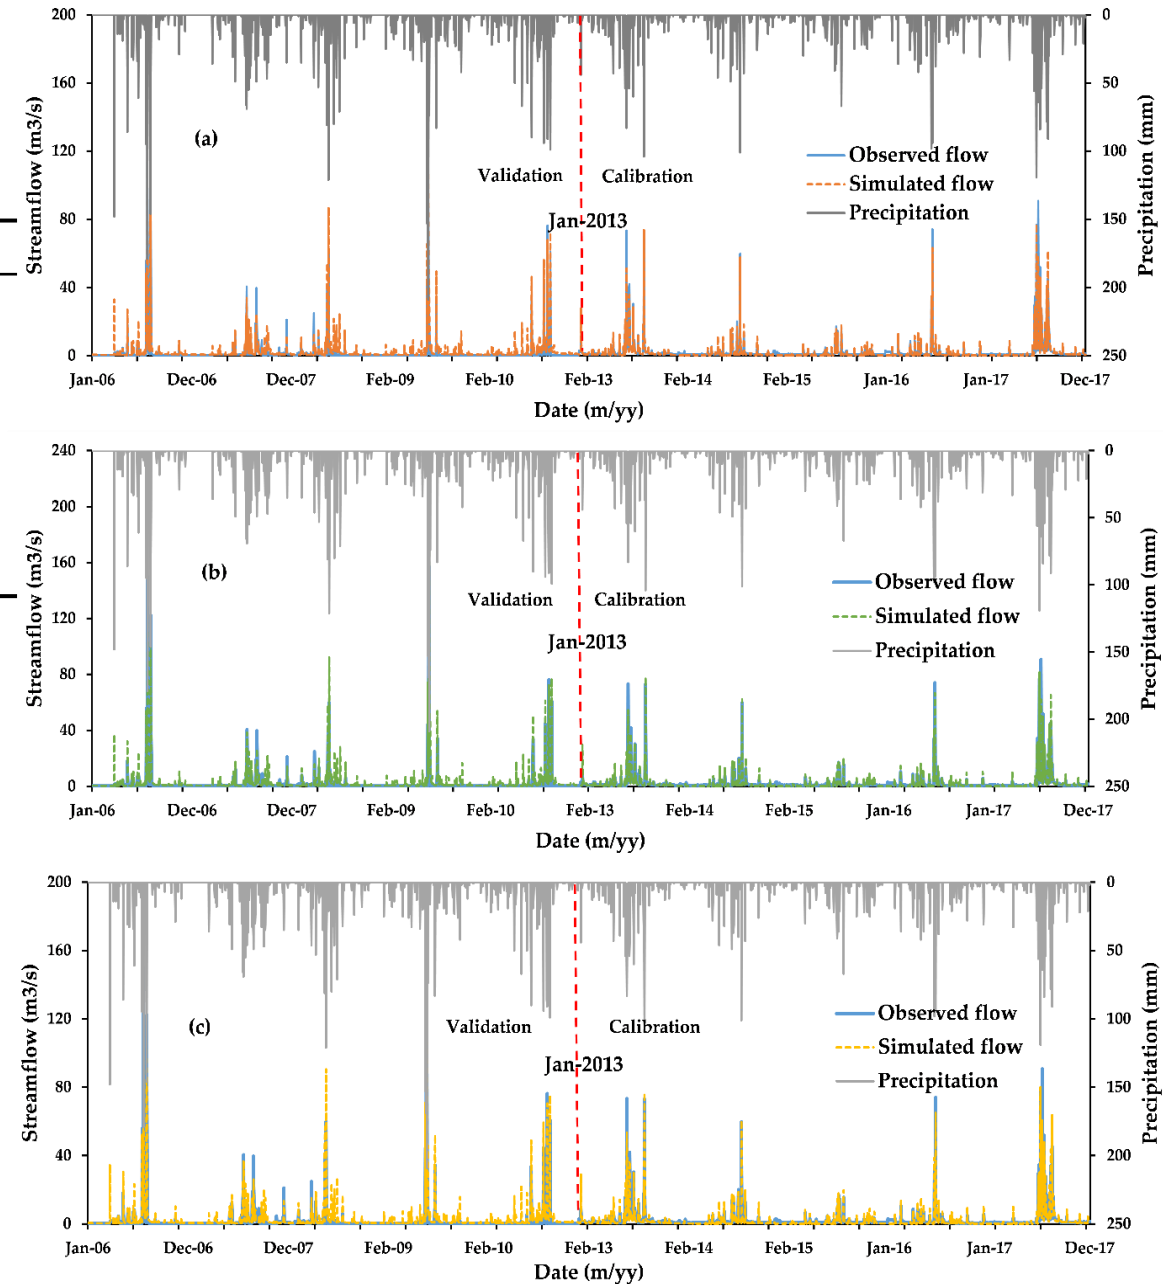 200
160
120
80
40
0
Streamflow (m3/s)
(a)
Validation
Calibration
Jan-2013
Observed flow
Simulated flow
Precipitation
0
50
100
150
200
250
Precipitation (mm)
Jan-06 Dec-06 Dec-07 Feb-09 Feb-10 Feb-13 Feb-14 Feb-15 Jan-16 Jan-17 Dec-17
Date (m/yy)
240
200
160
120
80
40
0
Streamflow (m3/s)
(b)
Validation
Calibration
Jan-2013
Observed flow
Simulated flow
Precipitation
0
50
100
150
200
250
Precipitation (mm)
Jan-06 Dec-06 Dec-07 Feb-09 Feb-10 Feb-13 Feb-14 Feb-15 Jan-16 Jan-17 Dec-17
Date (m/yy)
200
160
120
80
40
0
Streamflow (m3/s)
(c)
Validation
Calibration
Jan-2013
Observed flow
Simulated flow
Precipitation
0
50
100
150
200
250
Precipitation (mm)
Jan-06 Dec-06 Dec-07 Feb-09 Feb-10 Feb-13 Feb-14 Feb-15 Jan-16 Jan-17 Dec-17
Date (m/yy)